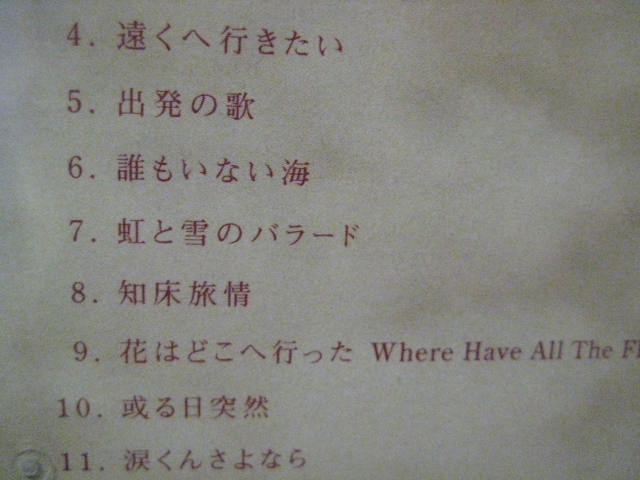 4. 遠くへ行きたい
5. 出発の歌
6. 誰もいない海
7. 虹と雪のバラード
8. 知床旅情
9. 花はどこへ行った Where Have All The
10. 或る日突然
11. 涙くんさよなら